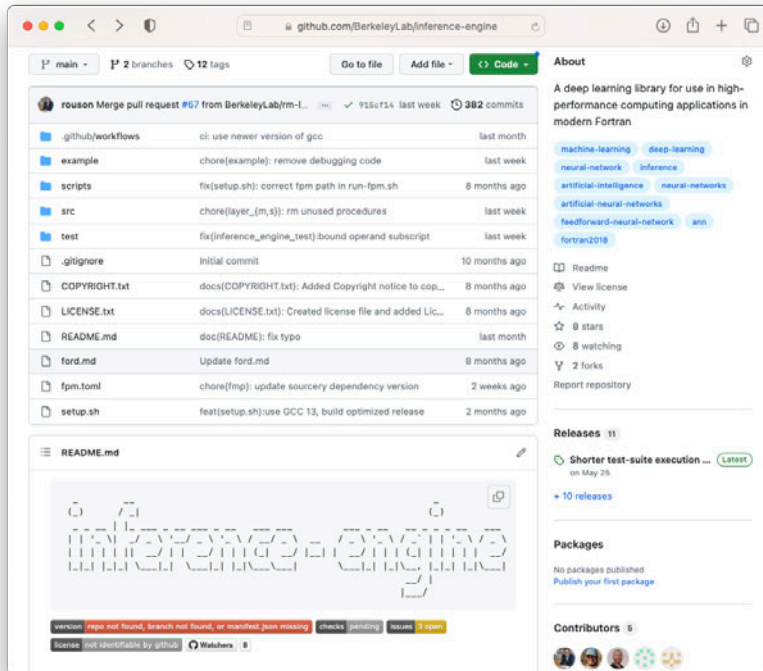 github.com/BerkeleyLab/inference-engine
main
2 branches
12 tags
Go to file
Add file
Code
rouson Merge pull request #67 from BerkeleyLab/rm-l... ... 915cf14 last week 382 commits
.github/workflows ci: use newer version of gcc last month
example chore(example): remove debugging code last week
scripts fix(setup.sh): correct fpm path in run-fpm.sh 8 months ago
src chore(layer_{m,s}): rm unused procedures last week
test fix(inference_engine_test):bound operand subscript last week
.gitignore Initial commit 10 months ago
COPYRIGHT.txt docs(COPYRIGHT.txt): Added Copyright notice to cop... 8 months ago
LICENSE.txt docs(LICENSE.txt): Created license file and added Lic... 8 months ago
README.md doc(README): fix typo last month
ford.md Update ford.md 8 months ago
fpm.toml chore(fmp): update sourcery dependency version 2 weeks ago
setup.sh feat(setup.sh):use GCC 13, build optimized release 2 months ago
README.md
inference-engine
version repo not found, branch not found, or manifest.json missing
checks pending
issues 3 open
license not identifiable by github
Watchers 8
About
A deep learning library for use in high-
performance computing applications in
modern Fortran
machine-learning deep-learning
neural-network inference
artificial-intelligence neural-networks
artificial-neural-networks
feedforward-neural-network ann
fortran2018
Readme
View license
Activity
8 stars
8 watching
2 forks
Report repository
Releases 11
Shorter test-suite execution ... Latest
on May 25
+ 10 releases
Packages
No packages published
Publish your first package
Contributors 5